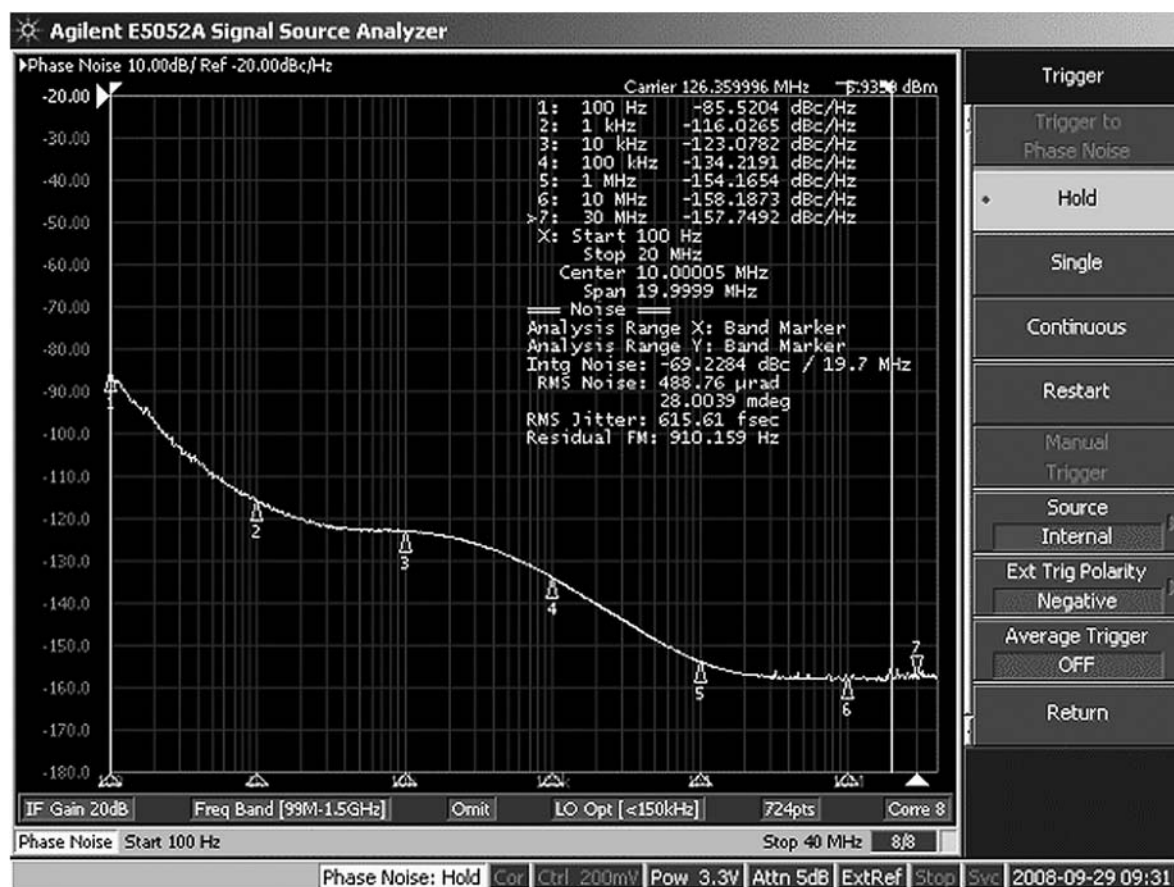 Agilent E5052A Signal Source Analyzer
Phase Noise 10.00dB/ Ref -20.00dBc/Hz
Carrier 126.359996 MHz dBm
1: 100 Hz -85.5204 dBc/Hz
2: 1 kHz -116.0265 dBc/Hz
3: 10 kHz -123.0782 dBc/Hz
4: 100 kHz -134.2191 dBc/Hz
5: 1 MHz -154.1654 dBc/Hz
6: 10 MHz -158.1873 dBc/Hz
>7: 30 MHz -157.7492 dBc/Hz
X: Start 100 Hz
Stop 20 MHz
Center 10.00005 MHz
Span 19.9999 MHz
=== Noise ===
Analysis Range X: Band Marker
Analysis Range Y: Band Marker
Intg Noise: -69.2284 dBc / 19.7 MHz
RMS Noise: 488.76 µrad
28.0039 mdeg
RMS Jitter: 615.61 fsec
Residual FM: 910.159 Hz
-20.00
-30.00
-40.00
-50.00
-60.00
-70.00
-80.00
-90.00
-100.0
-110.0
-120.0
-130.0
-140.0
-150.0
-160.0
-170.0
-180.0
1
2
3
4
5
6
7
IF Gain 20dB Freq Band [99M-1.5GHz] Omit LO Opt [<150kHz] 724pts Corre 8
Phase Noise Start 100 Hz Stop 40 MHz 8/8
Phase Noise: Hold Cor Ctrl 200mV Pow 3.3V Attn 5dB ExtRef Stop Svc 2008-09-29 09:31
Trigger
Trigger to
Phase Noise
Hold
Single
Continuous
Restart
Manual
Trigger
Source
Internal
Ext Trig Polarity
Negative
Average Trigger
OFF
Return